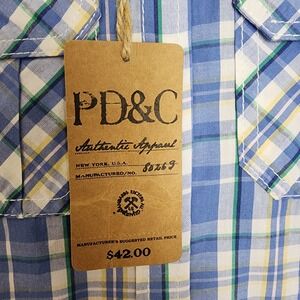 PD&C
Authentic Apparel
NEW YORK, U.S.A.
MANUFACTURED/NO. 80269
MANUFACTURER'S SUGGESTED RETAIL PRICE
$42.00